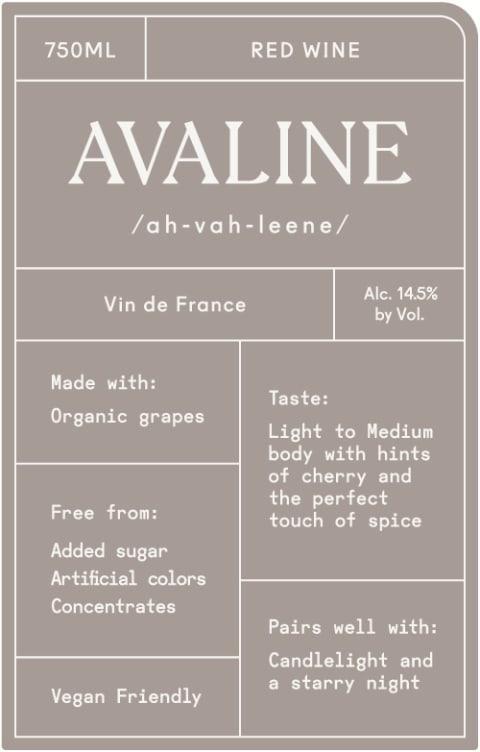 750ML
RED WINE
AVALINE
/ah-vah-leene/
Vin de France
Alc. 14.5%
by Vol.
Made with:
Organic grapes
Free from:
Added sugar
Artificial colors
Concentrates
Vegan Friendly
Taste:
Light to Medium
body with hints
of cherry and
the perfect
touch of spice
Pairs well with:
Candlelight and
a starry night